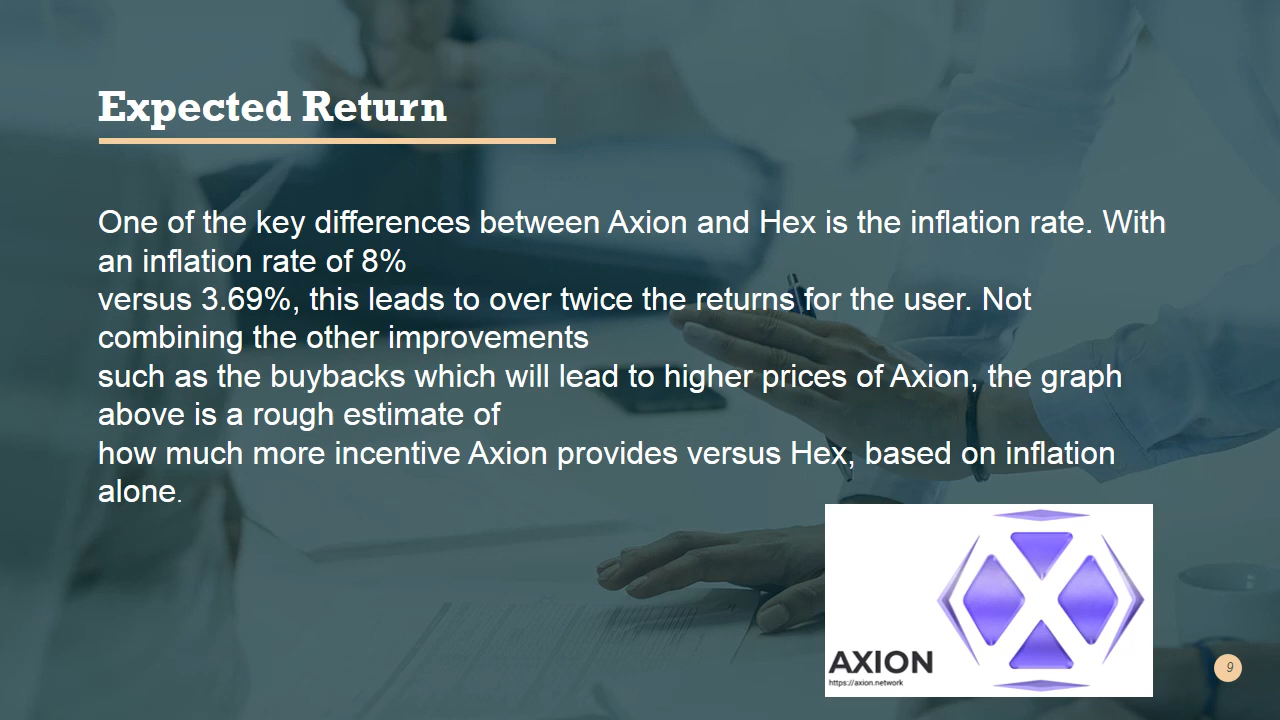 Expected Return
One of the key differences between Axion and Hex is the inflation rate. With
an inflation rate of 8%
versus 3.69%, this leads to over twice the returns for the user. Not
combining the other improvements
such as the buybacks which will lead to higher prices of Axion, the graph
above is a rough estimate of
how much more incentive Axion provides versus Hex, based on inflation
alone.
AXION
https://axion.network
9